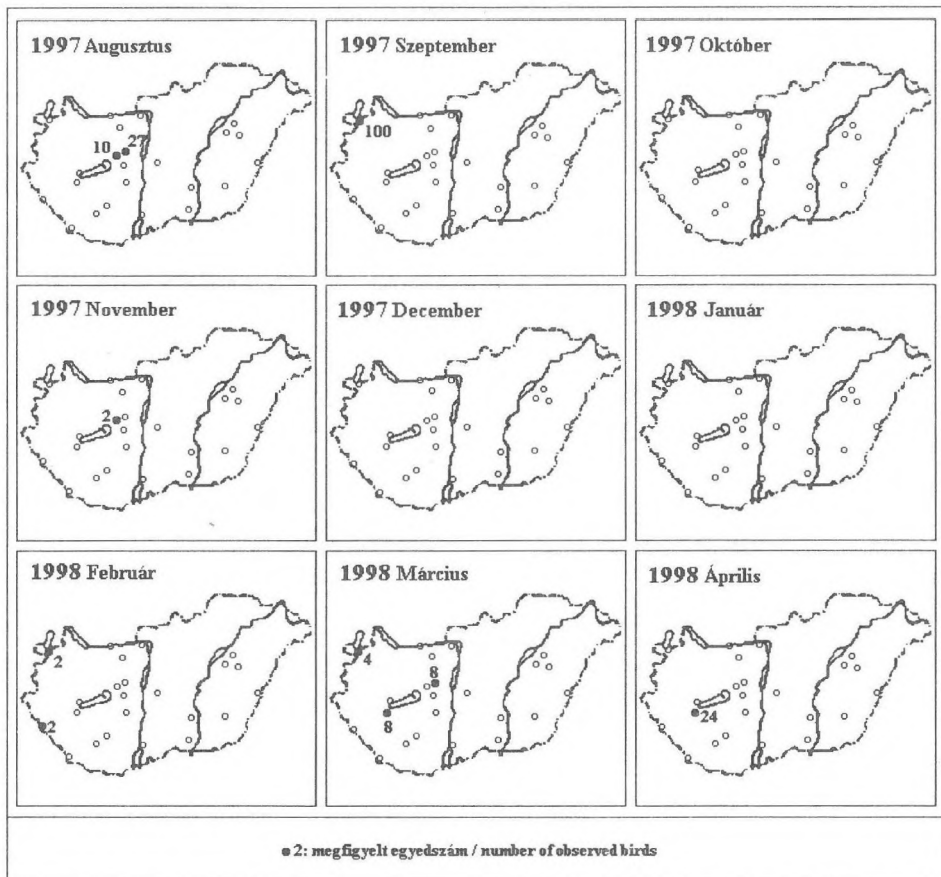 1997 Augusztus
10 27
1997 Szeptember
100
1997 Október
1997 November
2
1997 December
1998 Január
1998 Február
2
2
1998 Március
4
8
8
1998 Április
24
2: megfigyelt egyedszám / number of observed birds